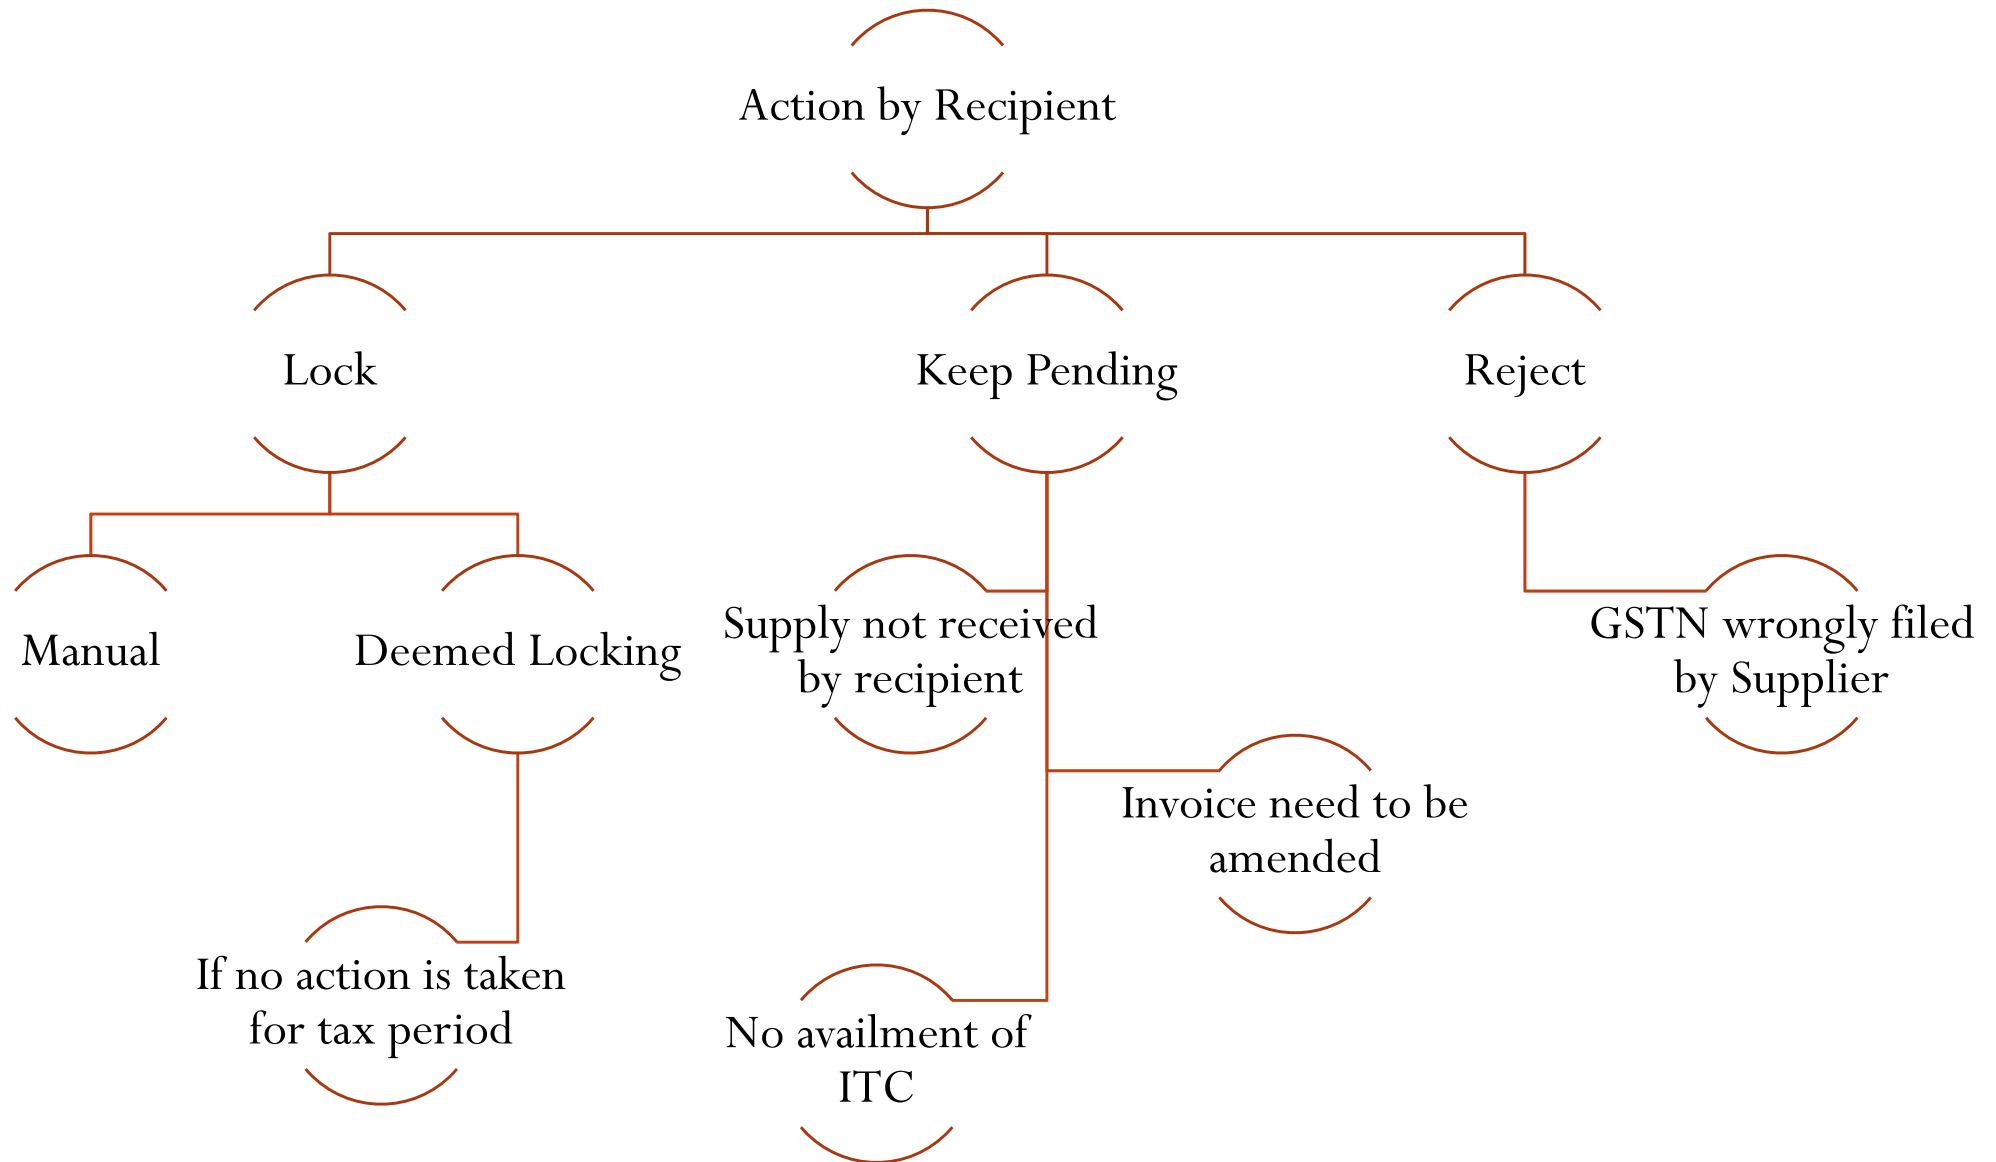 Action by Recipient
Lock
Keep Pending
Reject
Manual
Deemed Locking
Supply not received
by recipient
GSTN wrongly filed
by Supplier
Invoice need to be
amended
If no action is taken
for tax period
No availment of
ITC